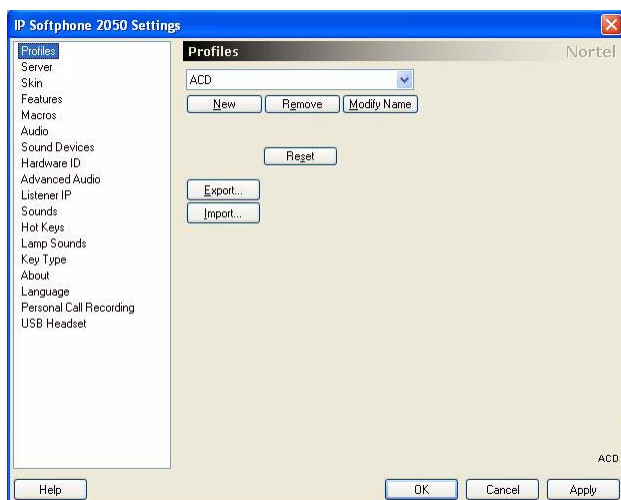 IP Softphone 2050 Settings
Profiles
Server
Skin
Features
Macros
Audio
Sound Devices
Hardware ID
Advanced Audio
Listener IP
Sounds
Hot Keys
Lamp Sounds
Key Type
About
Language
Personal Call Recording
USB Headset
Profiles Nortel
ACD
New Remove Modify Name
Reset
Export...
Import...
ACD
Help OK Cancel Apply